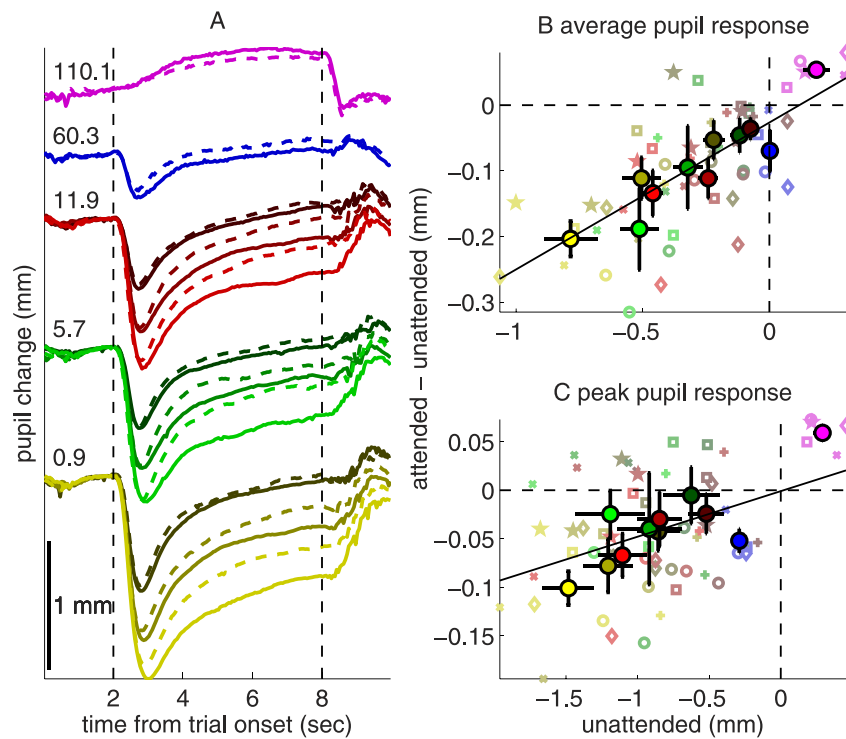 A
110.1
60.3
11.9
5.7
0.9
1 mm
pupil change (mm)
0 2 4 6 8
time from trial onset (sec)
B average pupil response
0
−0.1
−0.2
−0.3
−1 −0.5 0
attended − unattended (mm)
C peak pupil response
0.05
0
−0.05
−0.1
−0.15
−1.5 −1 −0.5 0
unattended (mm)